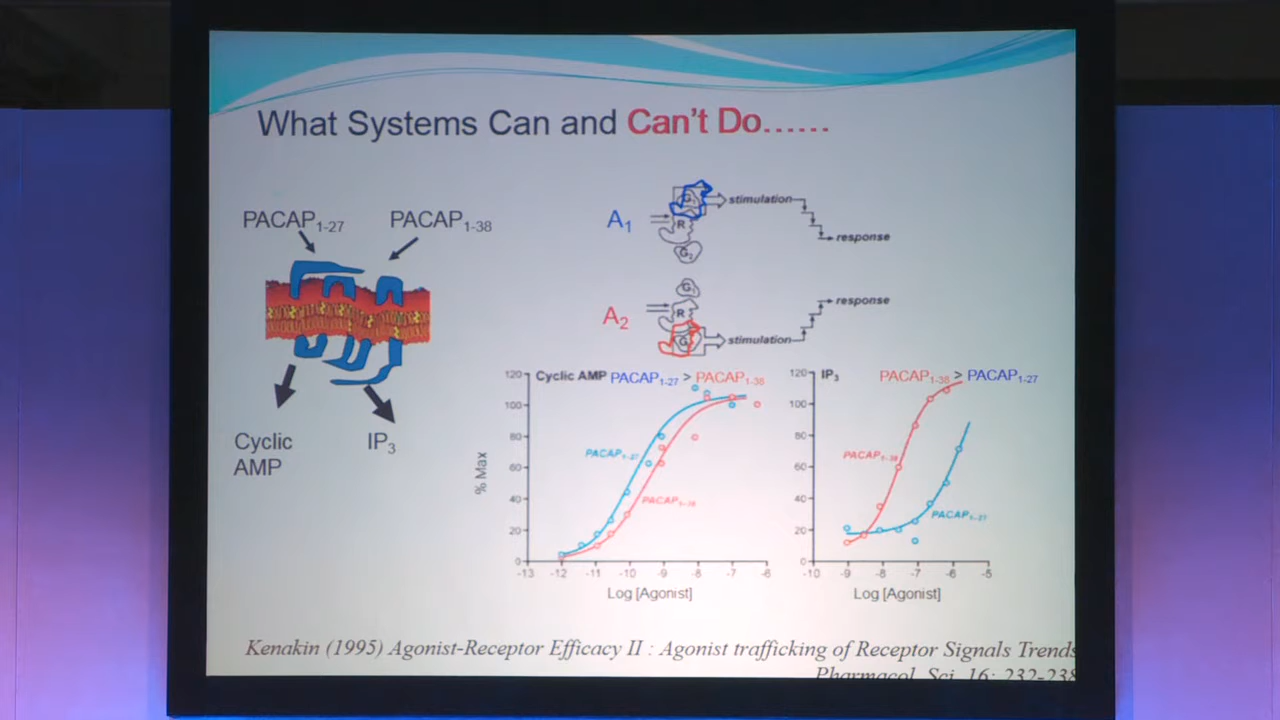 What Systems Can and Can't Do......
PACAP1-27 PACAP1-38
Cyclic AMP
IP3
A1
G1
R
G2
stimulation
response
A2
R
stimulation
response
Cyclic AMP PACAP1-27 > PACAP1-38
120
100
80
60
40
20
0
% Max
PACAP1-27
PACAP1-38
-13 -12 -11 -10 -9 -8 -7 -6
Log [Agonist]
IP3 PACAP1-38 > PACAP1-27
120
100
80
60
40
20
0
PACAP1-38
PACAP1-27
-10 -9 -8 -7 -6 -5
Log [Agonist]
Kenakin (1995) Agonist-Receptor Efficacy II : Agonist trafficking of Receptor Signals Trends
Pharmacol. Sci. 16: 232-238